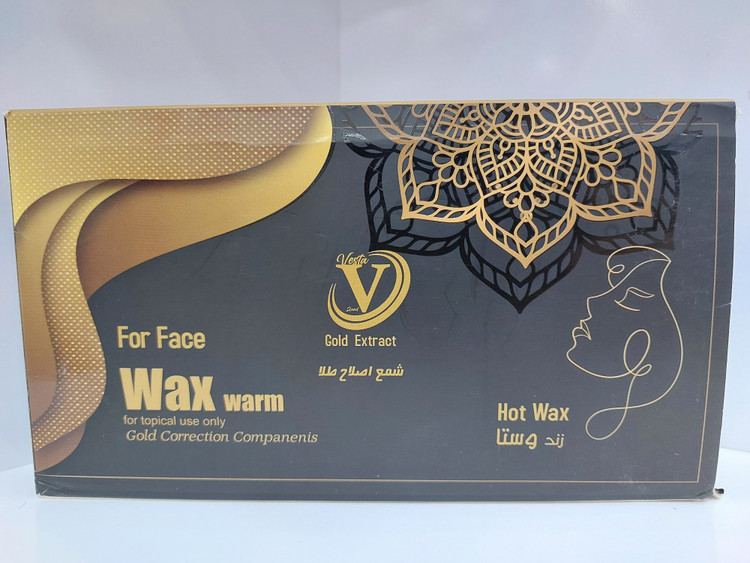 Vesta
V
Gold Extract
شمع اصلاح طلا
For Face
Wax warm
for topical use only
Gold Correction Companenis
Hot Wax
زند وستا